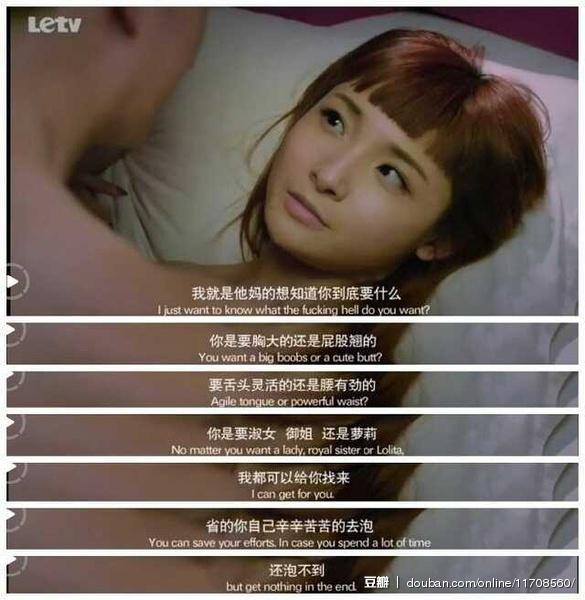 Letv
我就是他妈的想知道你到底要什么
I just want to know what the fucking hell do you want?
你是要胸大的还是屁股翘的
You want a big boobs or a cute butt?
要舌头灵活的还是腰有劲的
Agile tongue or powerful waist?
你是要淑女 御姐 还是萝莉
No matter you want a lady, royal sister or Lolita,
我都可以给你找来
I can get for you.
省的你自己辛辛苦苦的去泡
You can save your efforts. In case you spend a lot of time
还泡不到
but get nothing in the end.
豆瓣 | douban.com/online/11708560/